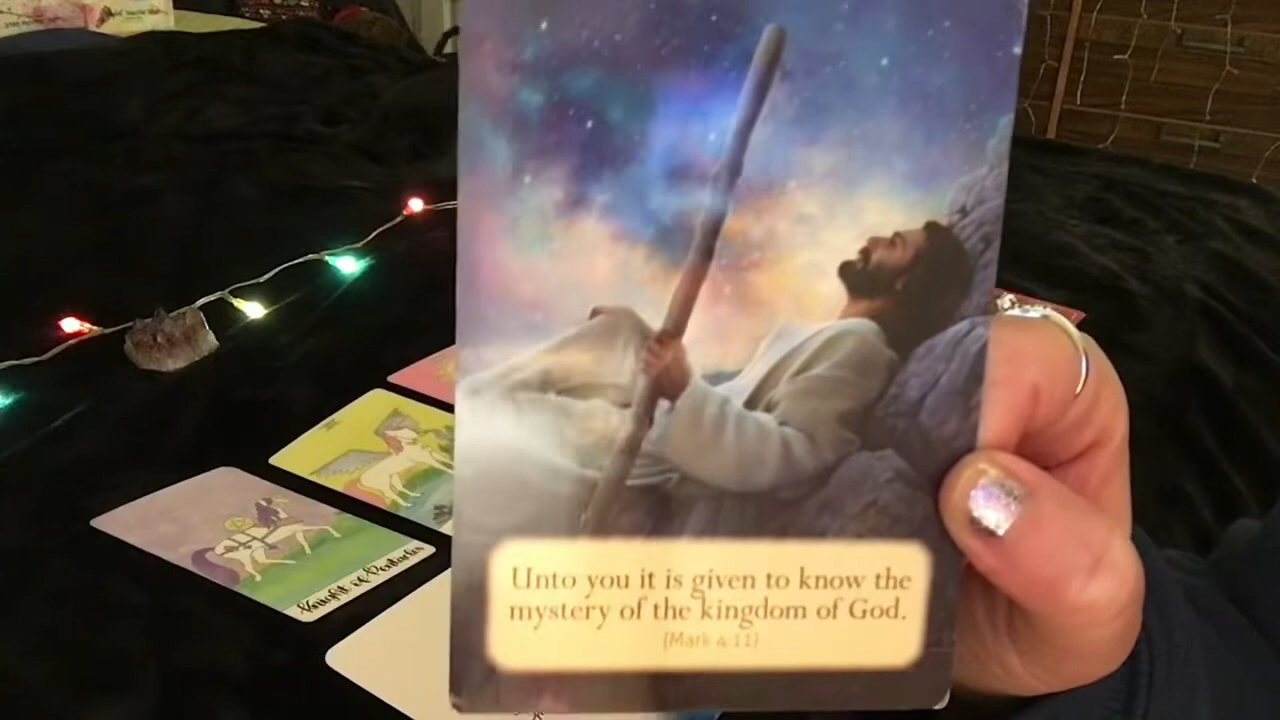 Unto you it is given to know the
mystery of the kingdom of God.
(Mark 4:11)
Knight of Pentacles